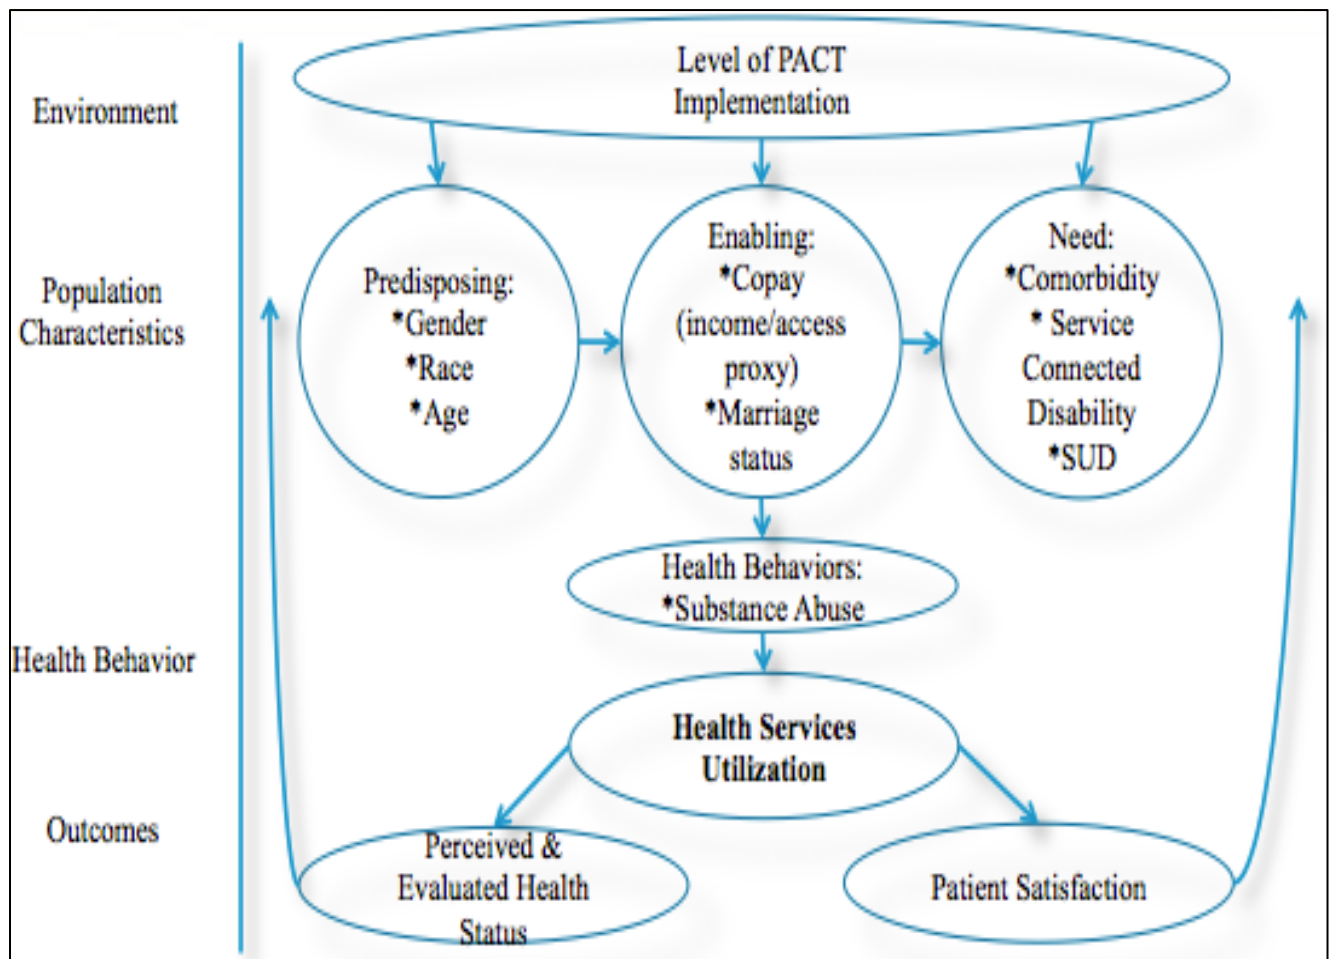 Level of PACT
Implementation
Environment
Population
Characteristics
Predisposing:
*Gender
*Race
*Age
Enabling:
*Copay
(income/access
proxy)
*Marriage
status
Need:
*Comorbidity
* Service
Connected
Disability
*SUD
Health Behaviors:
*Substance Abuse
Health Behavior
Health Services
Utilization
Outcomes
Perceived &
Evaluated Health
Status
Patient Satisfaction